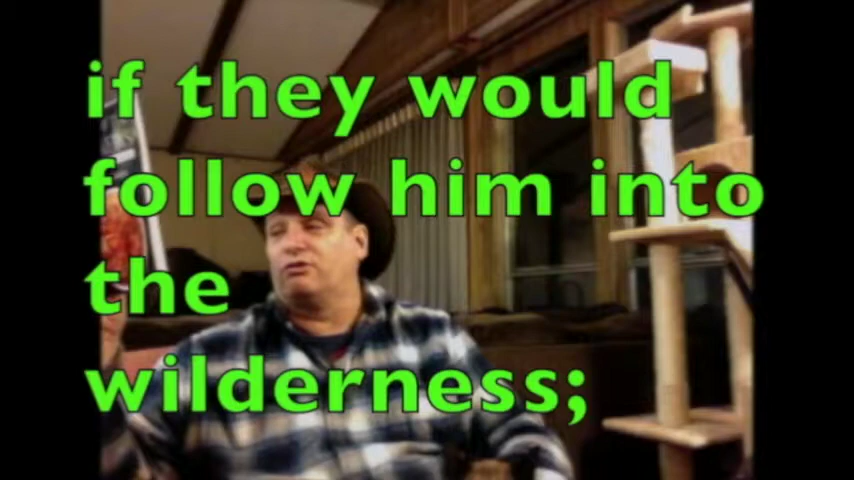 if they would
follow him into
the
wilderness;